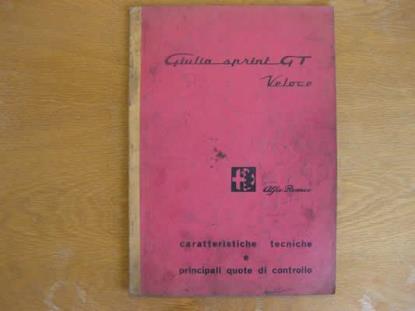 Giulia sprint GT
Veloce
Alfa Romeo
caratteristiche tecniche
e
principali quote di controllo